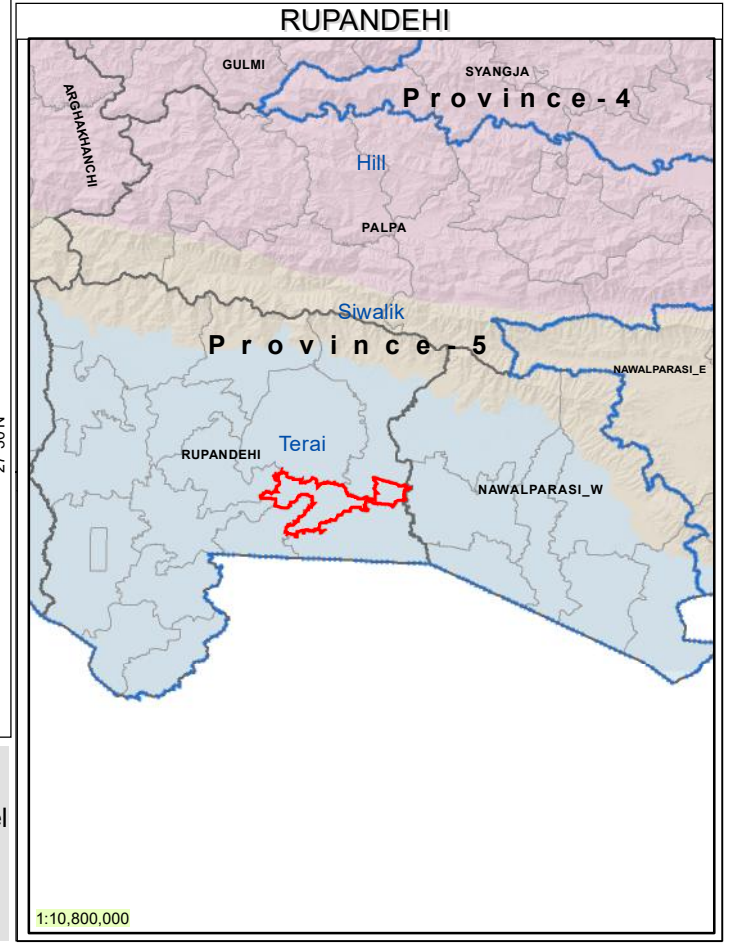 RUPANDEHI
GULMI
SYANGJA
Province-4
ARGHAKHANCHI
Hill
PALPA
Siwalik
Province-5
NAWALPARASI_E
Terai
RUPANDEHI
NAWALPARASI_W
1:10,800,000